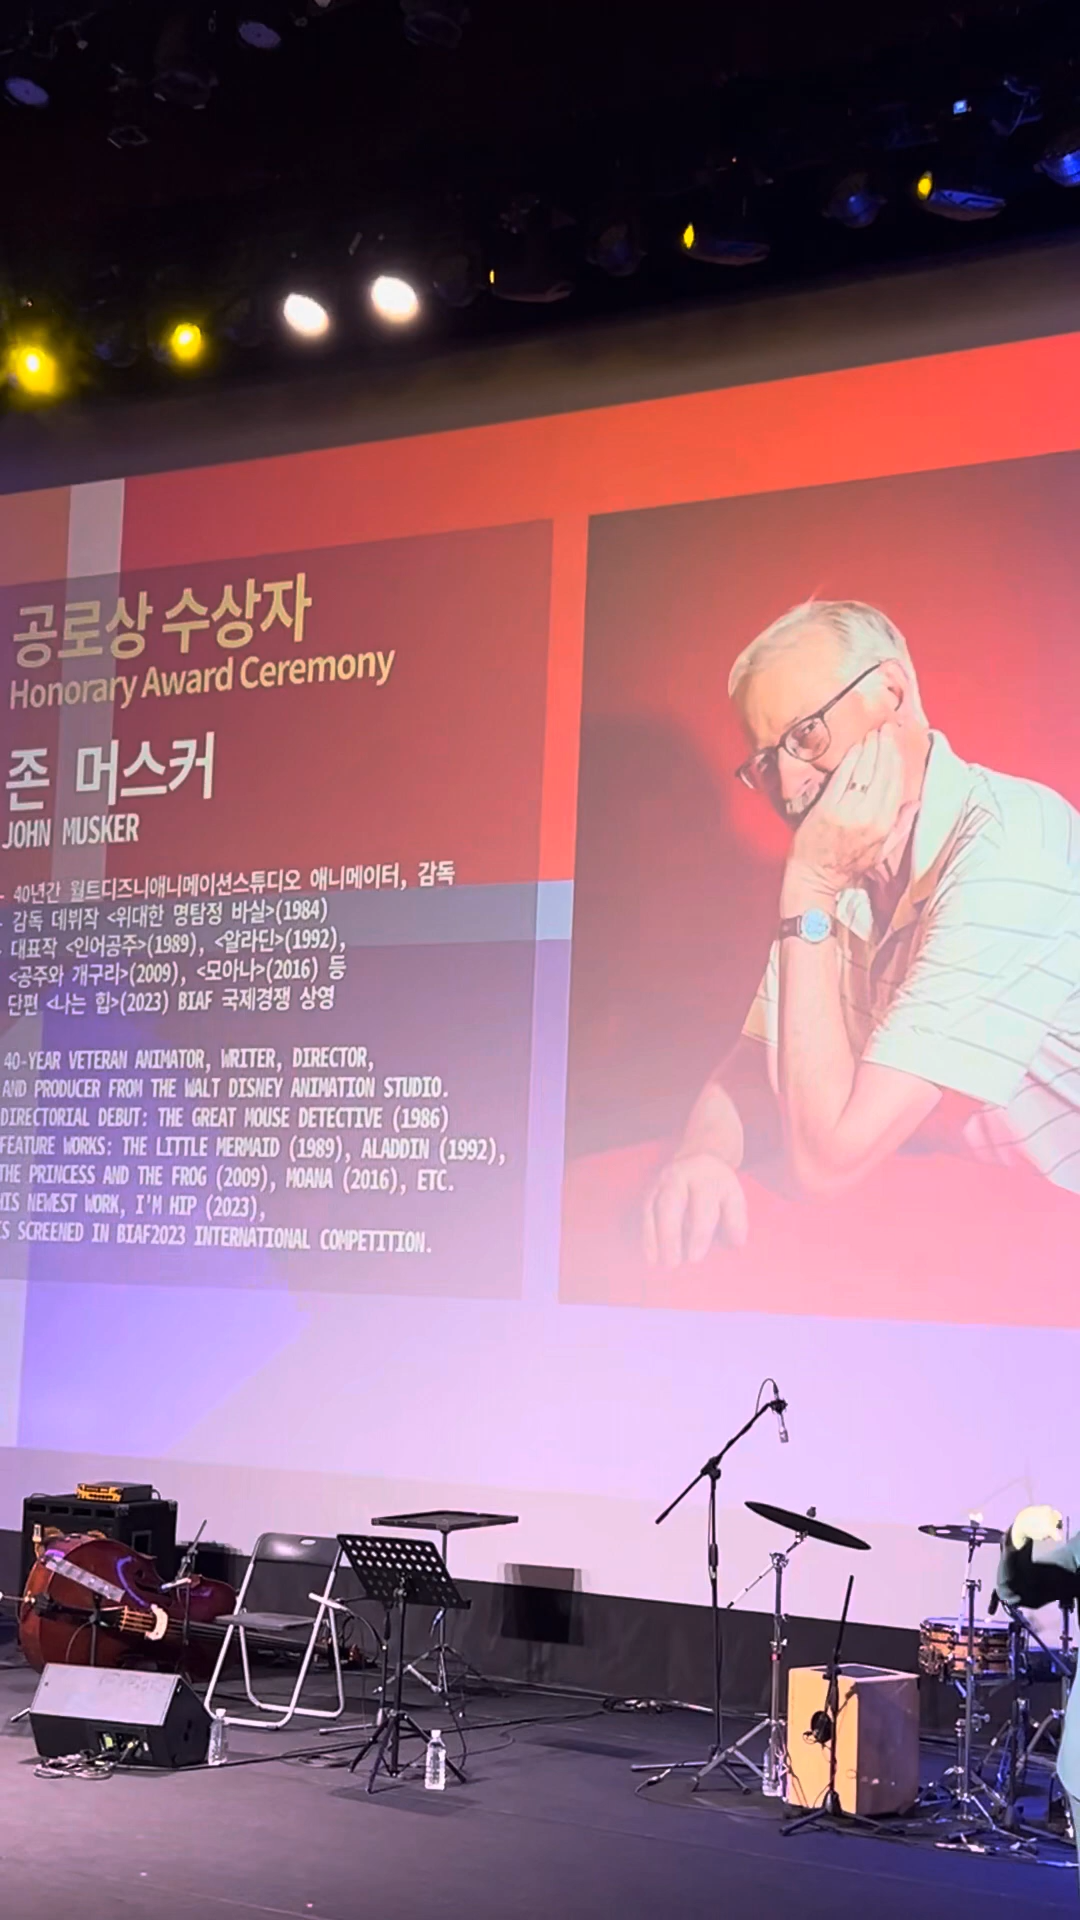 공로상 수상자
Honorary Award Ceremony
존 머스커
JOHN MUSKER
- 40년간 월트디즈니애니메이션스튜디오 애니메이터, 감독
- 감독 데뷔작 <위대한 명탐정 바실>(1984)
- 대표작 <인어공주>(1989), <알라딘>(1992),
<공주와 개구리>(2009), <모아나>(2016) 등
단편 <나는 힙>(2023) BIAF 국제경쟁 상영
40-YEAR VETERAN ANIMATOR, WRITER, DIRECTOR,
AND PRODUCER FROM THE WALT DISNEY ANIMATION STUDIO.
DIRECTORIAL DEBUT: THE GREAT MOUSE DETECTIVE (1986)
FEATURE WORKS: THE LITTLE MERMAID (1989), ALADDIN (1992),
THE PRINCESS AND THE FROG (2009), MOANA (2016), ETC.
HIS NEWEST WORK, I'M HIP (2023),
IS SCREENED IN BIAF2023 INTERNATIONAL COMPETITION.